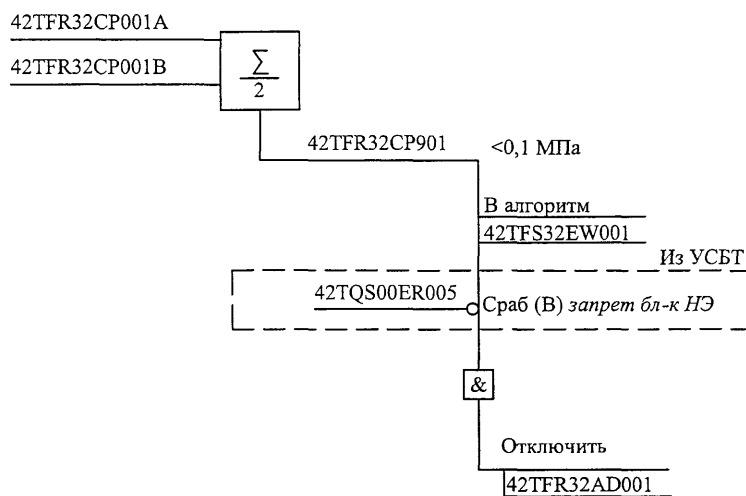 42TFR32CP001A
42TFR32CP001B
∑
2
42TFR32CP901
<0,1 МПа
В алгоритм
42TFS32EW001
Из УСБТ
42TQS00ER005
Сраб (В) запрет бл-к НЭ
&
Отключить
42TFR32AD001